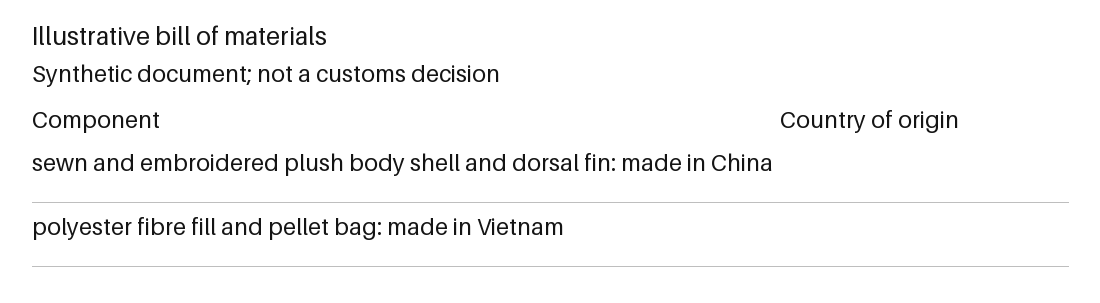 Illustrative bill of materials
Synthetic document; not a customs decision
Component Country of origin
sewn and embroidered plush body shell and dorsal fin: made in China
polyester fibre fill and pellet bag: made in Vietnam